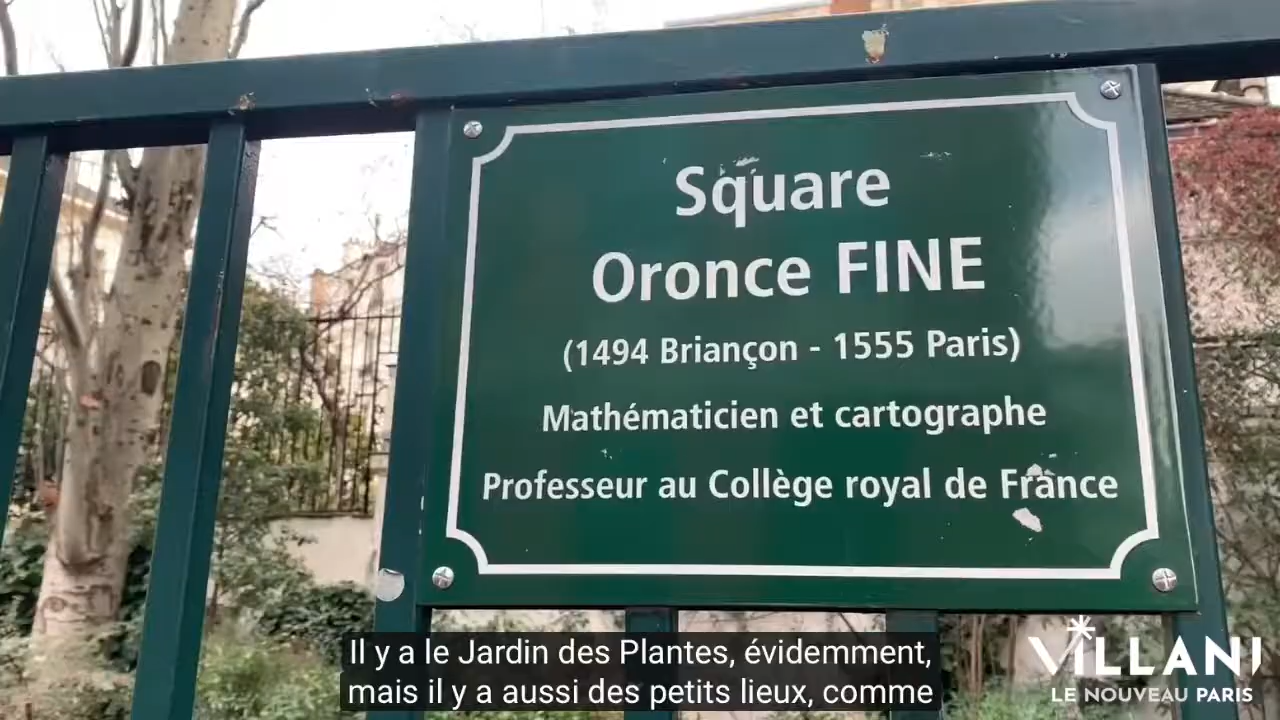 Square
Oronce FINE
(1494 Briançon - 1555 Paris)
Mathématicien et cartographe
Professeur au Collège royal de France
Il y a le Jardin des Plantes, évidemment,
mais il y a aussi des petits lieux, comme
VILLANI
LE NOUVEAU PARIS